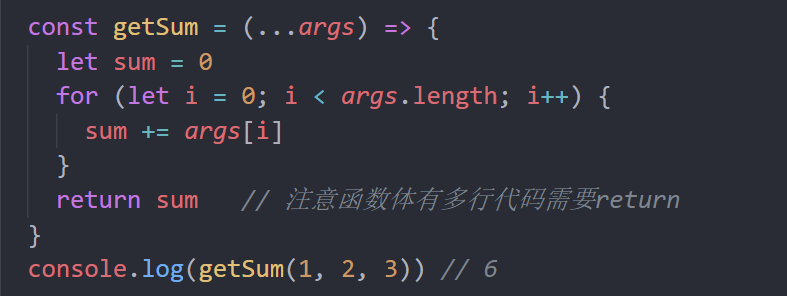 const getSum = (...args) => {
  let sum = 0
  for (let i = 0; i < args.length; i++) {
    sum += args[i]
  }
  return sum   // 注意函数体有多行代码需要return
}
console.log(getSum(1, 2, 3)) // 6